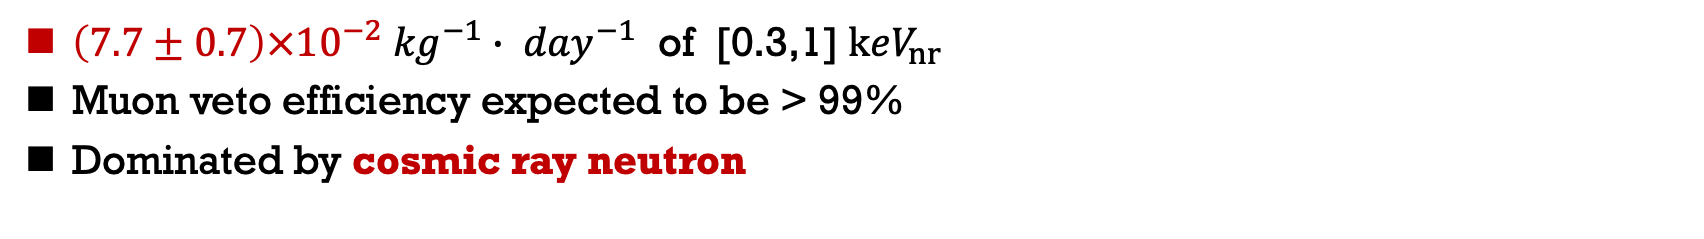 ■ (7.7 ± 0.7)×10⁻² kg⁻¹ · day⁻¹ of [0.3,1] keV_nr
■ Muon veto efficiency expected to be > 99%
■ Dominated by cosmic ray neutron